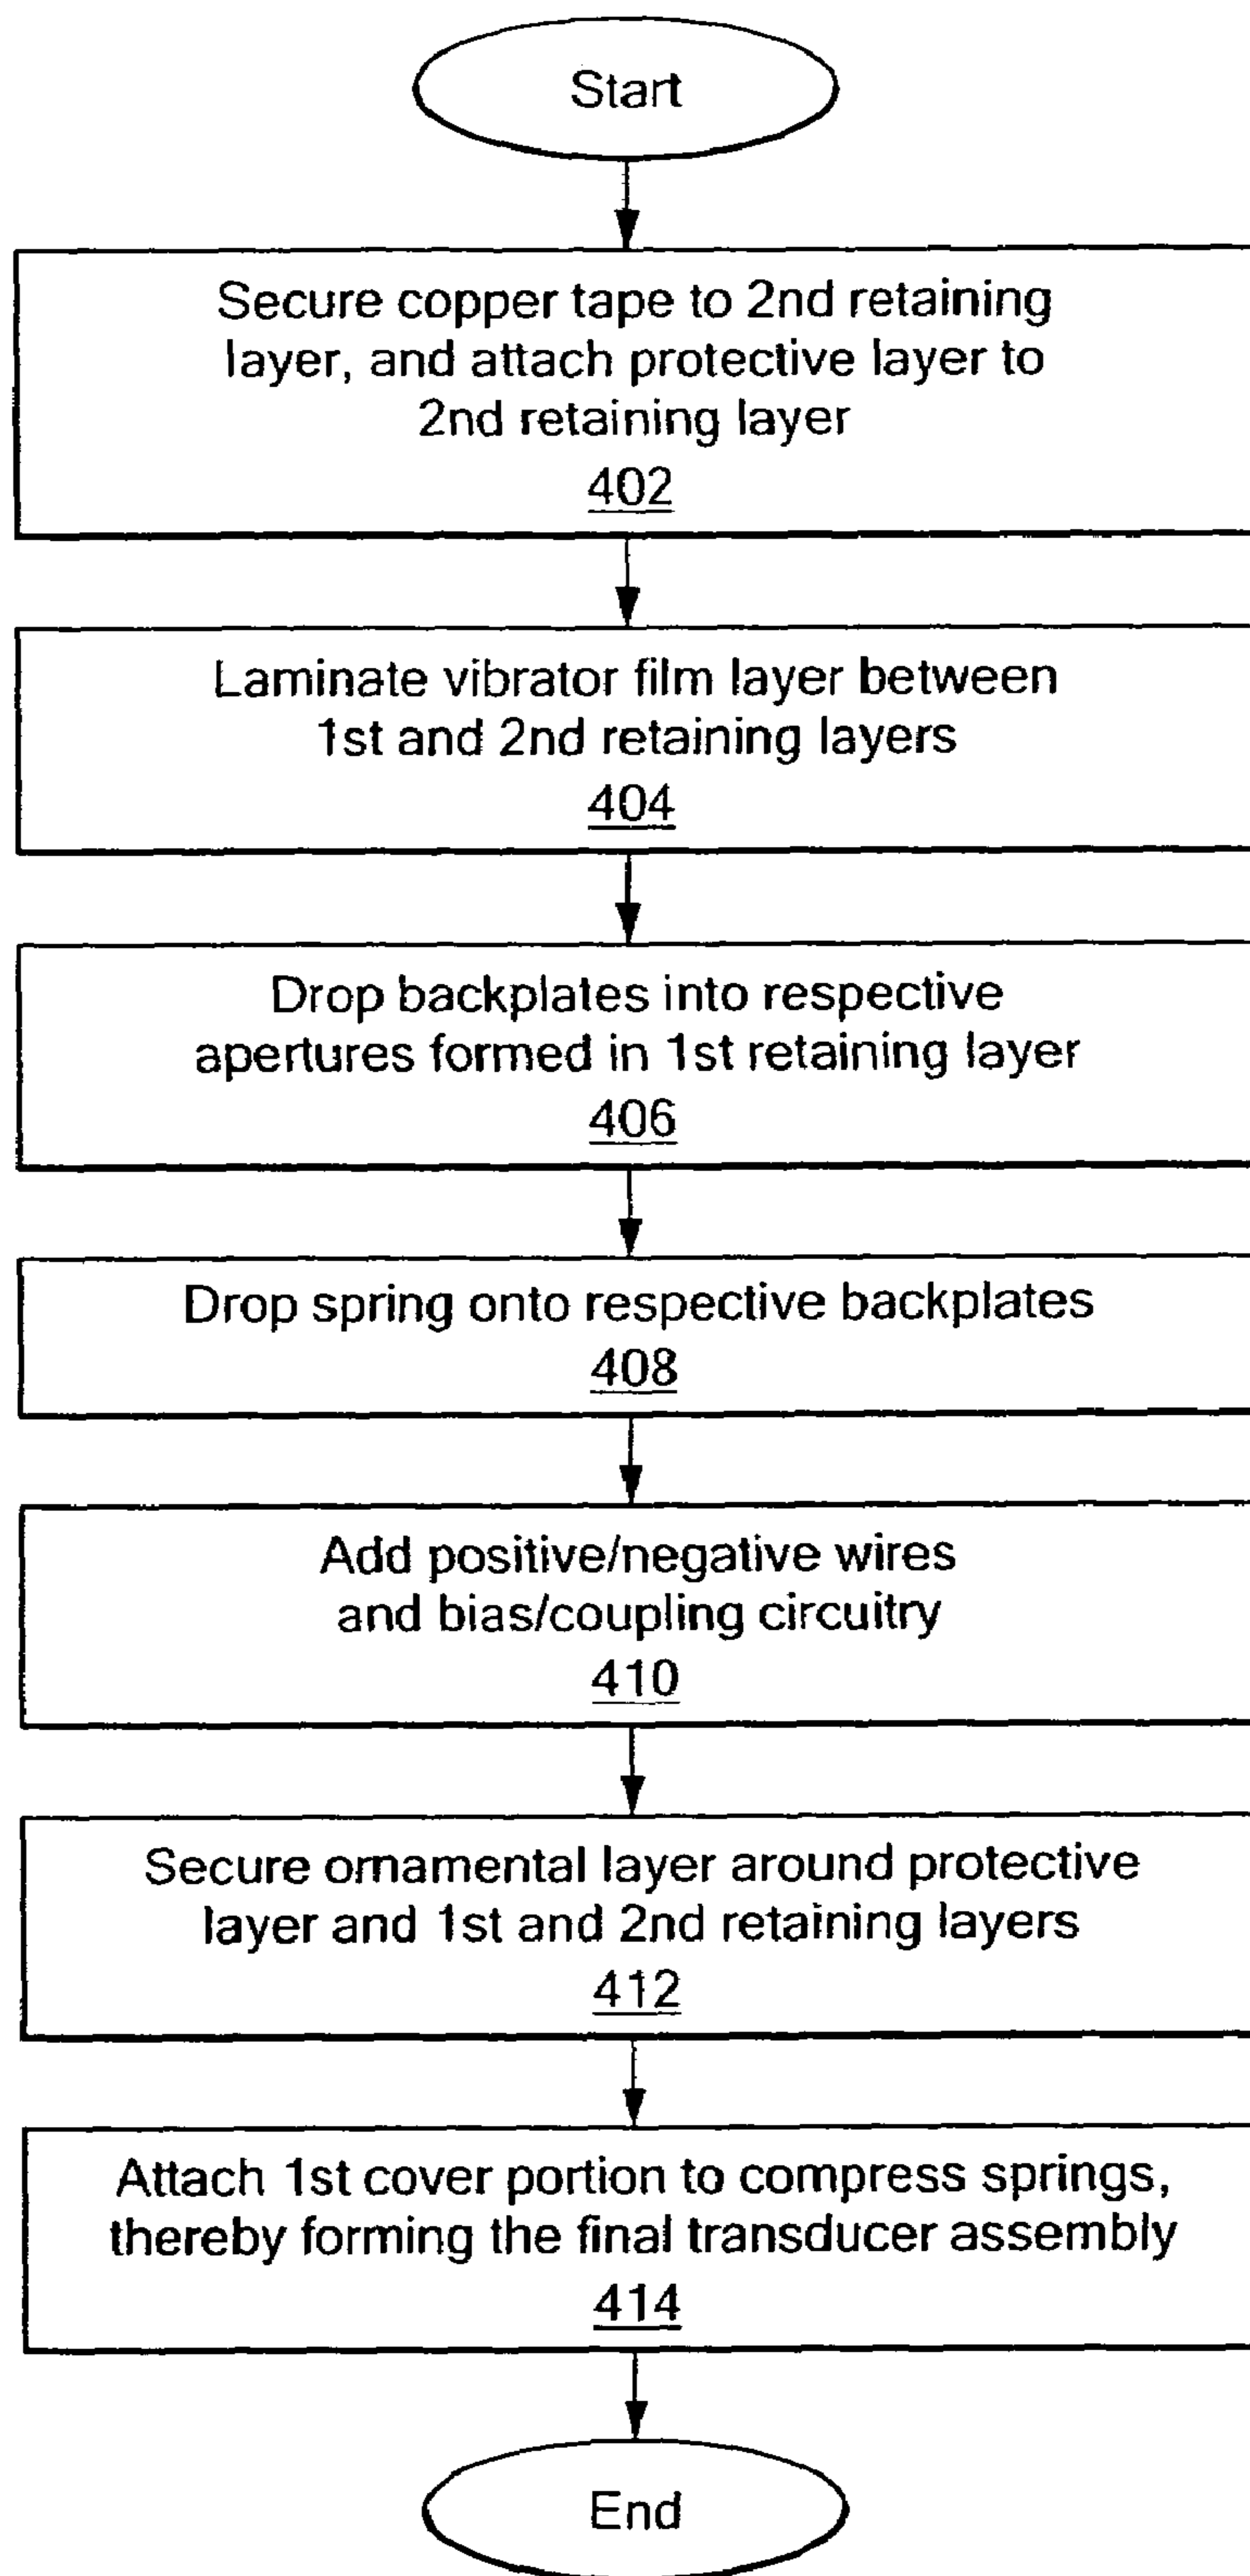 Start
Secure copper tape to 2nd retaining
layer, and attach protective layer to
2nd retaining layer
402
Laminate vibrator film layer between
1st and 2nd retaining layers
404
Drop backplates into respective
apertures formed in 1st retaining layer
406
Drop spring onto respective backplates
408
Add positive/negative wires
and bias/coupling circuitry
410
Secure ornamental layer around protective
layer and 1st and 2nd retaining layers
412
Attach 1st cover portion to compress springs,
thereby forming the final transducer assembly
414
End